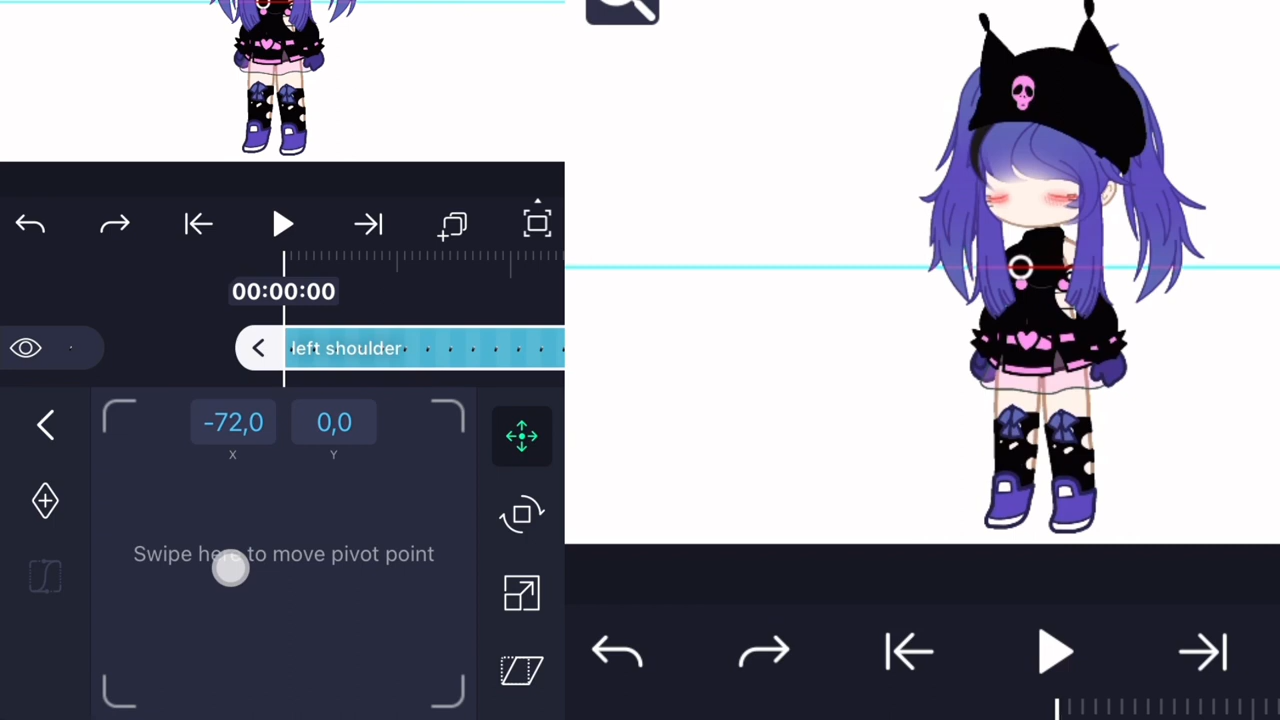 00:00:00
left shoulder
-72,0 0,0
X Y
Swipe here to move pivot point